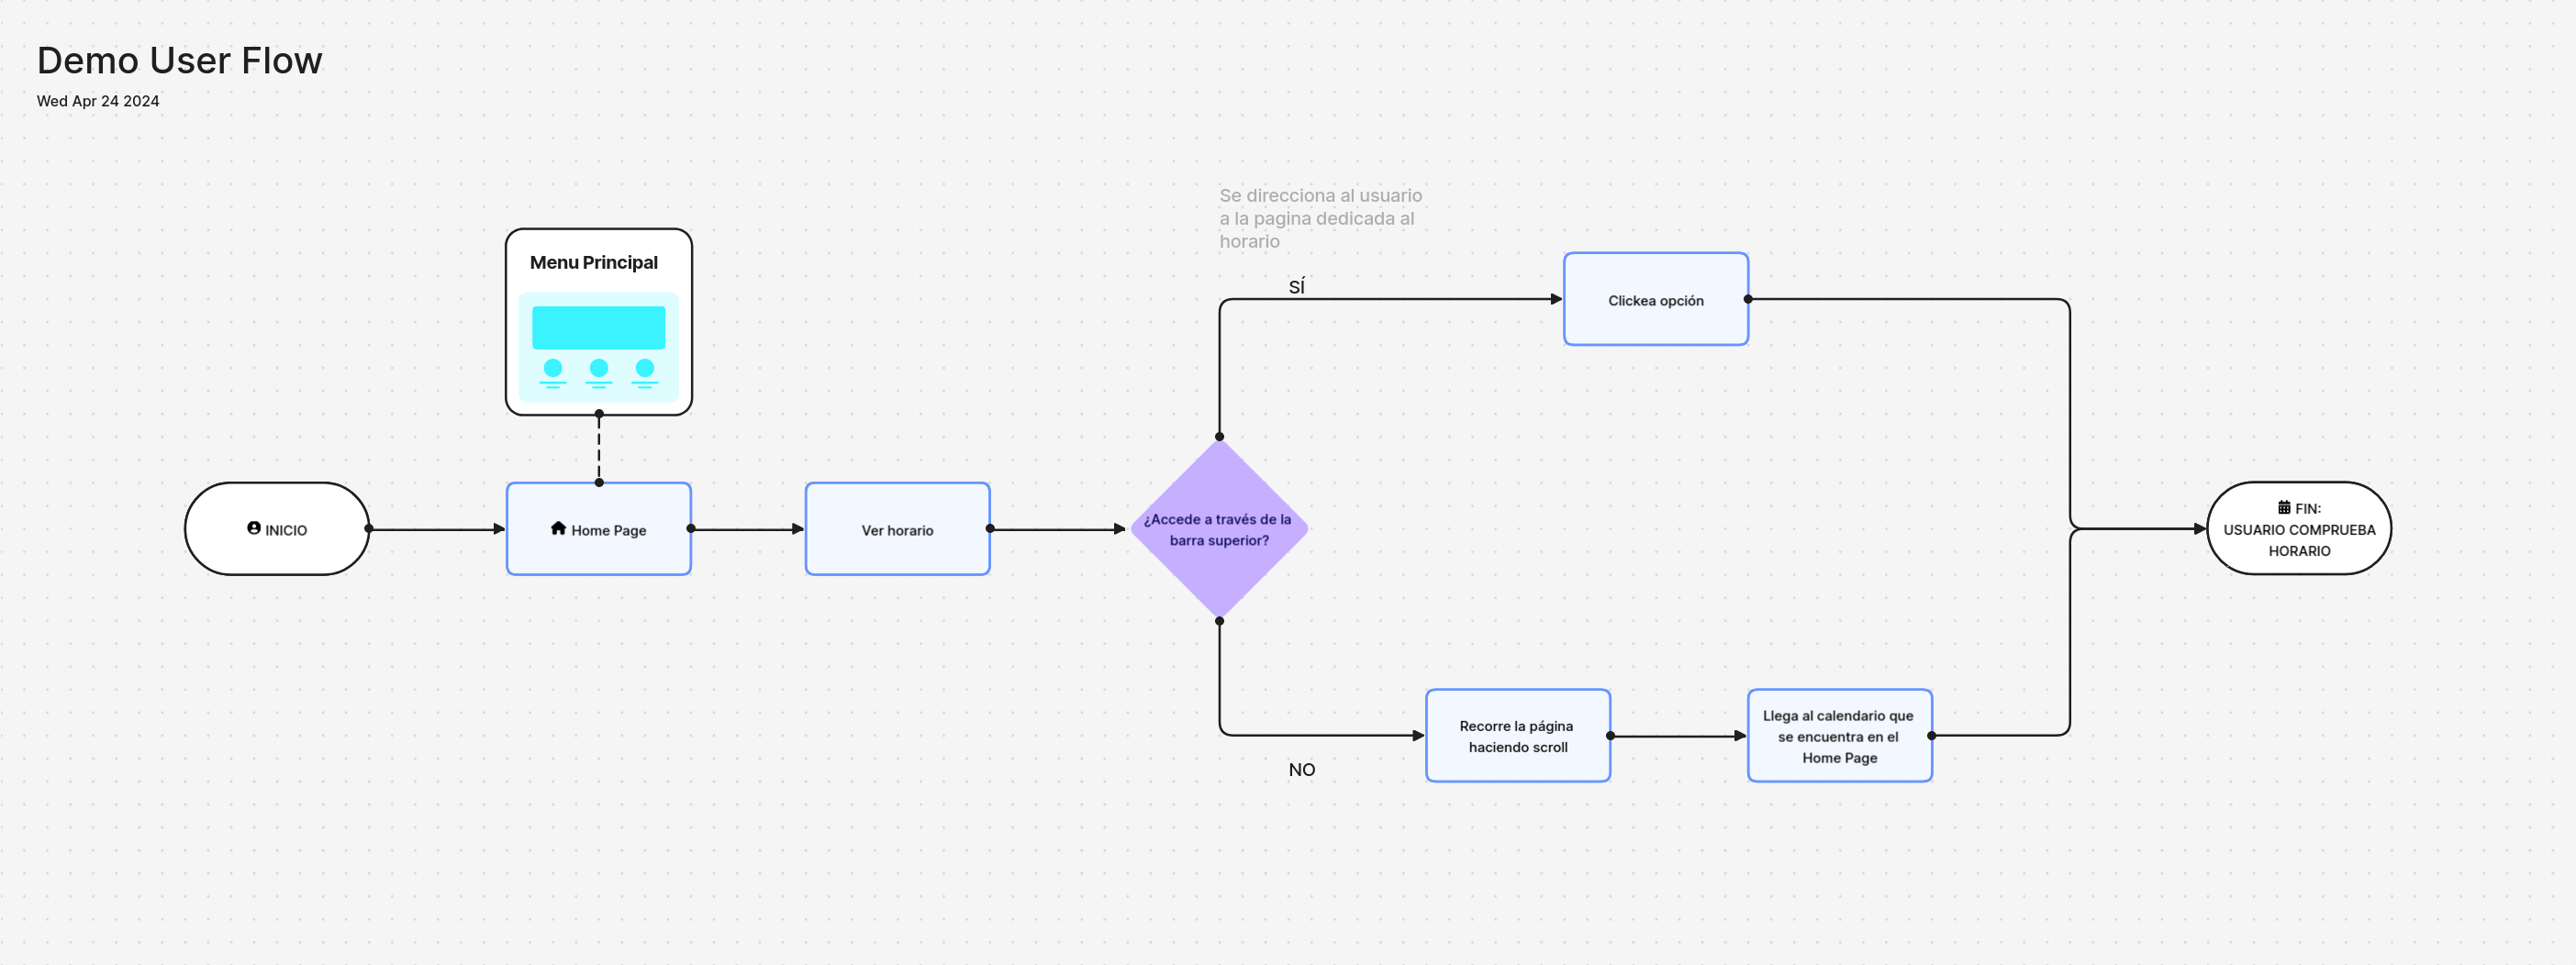 Demo User Flow
Wed Apr 24 2024
Se direcciona al usuario
a la pagina dedicada al
horario
Menu Principal
SÍ
Clickea opción
INICIO
Home Page
Ver horario
¿Accede a través de la
barra superior?
FIN:
USUARIO COMPRUEBA
HORARIO
Recorre la página
haciendo scroll
Llega al calendario que
se encuentra en el
Home Page
NO